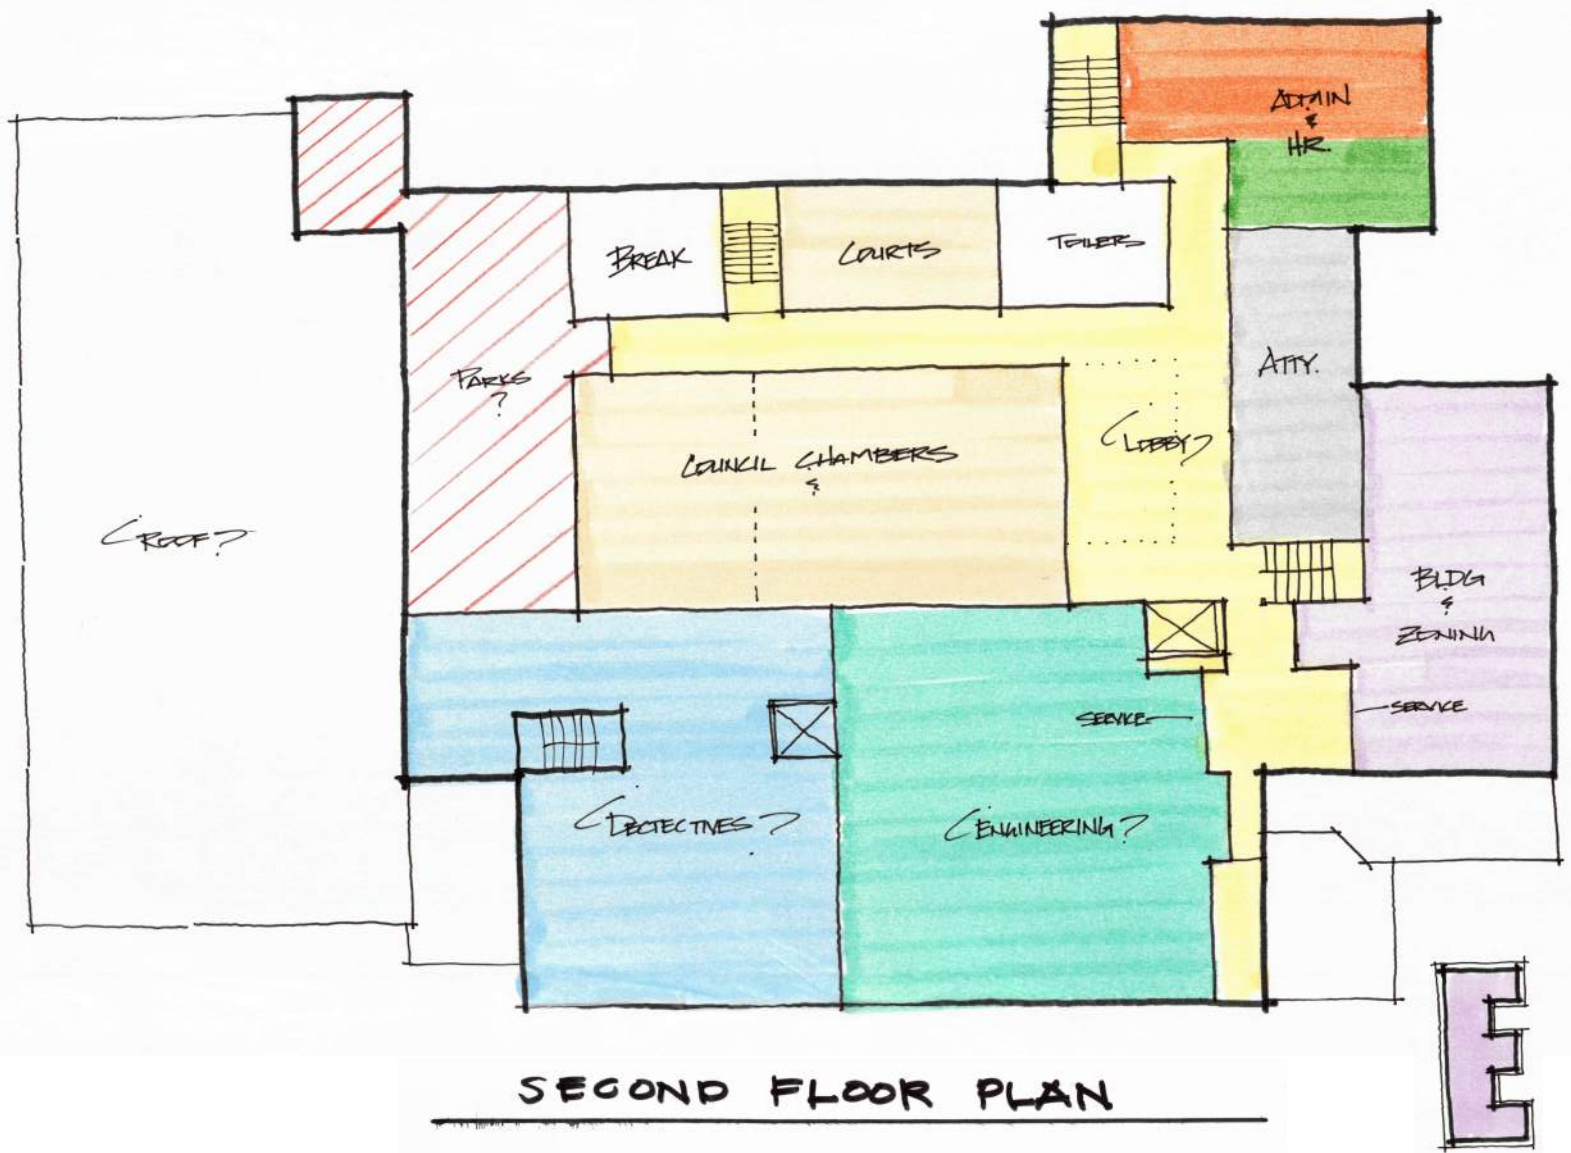 ADMIN
&
HR.
BREAK
COURTS
TOILETS
PARKS
?
ATTY.
LOBBY?
COUNCIL CHAMBERS
&
ROOF?
BLDG
&
ZONING
SERVICE
SERVICE
DECTECTIVES?
ENGINEERING?
SECOND FLOOR PLAN
E